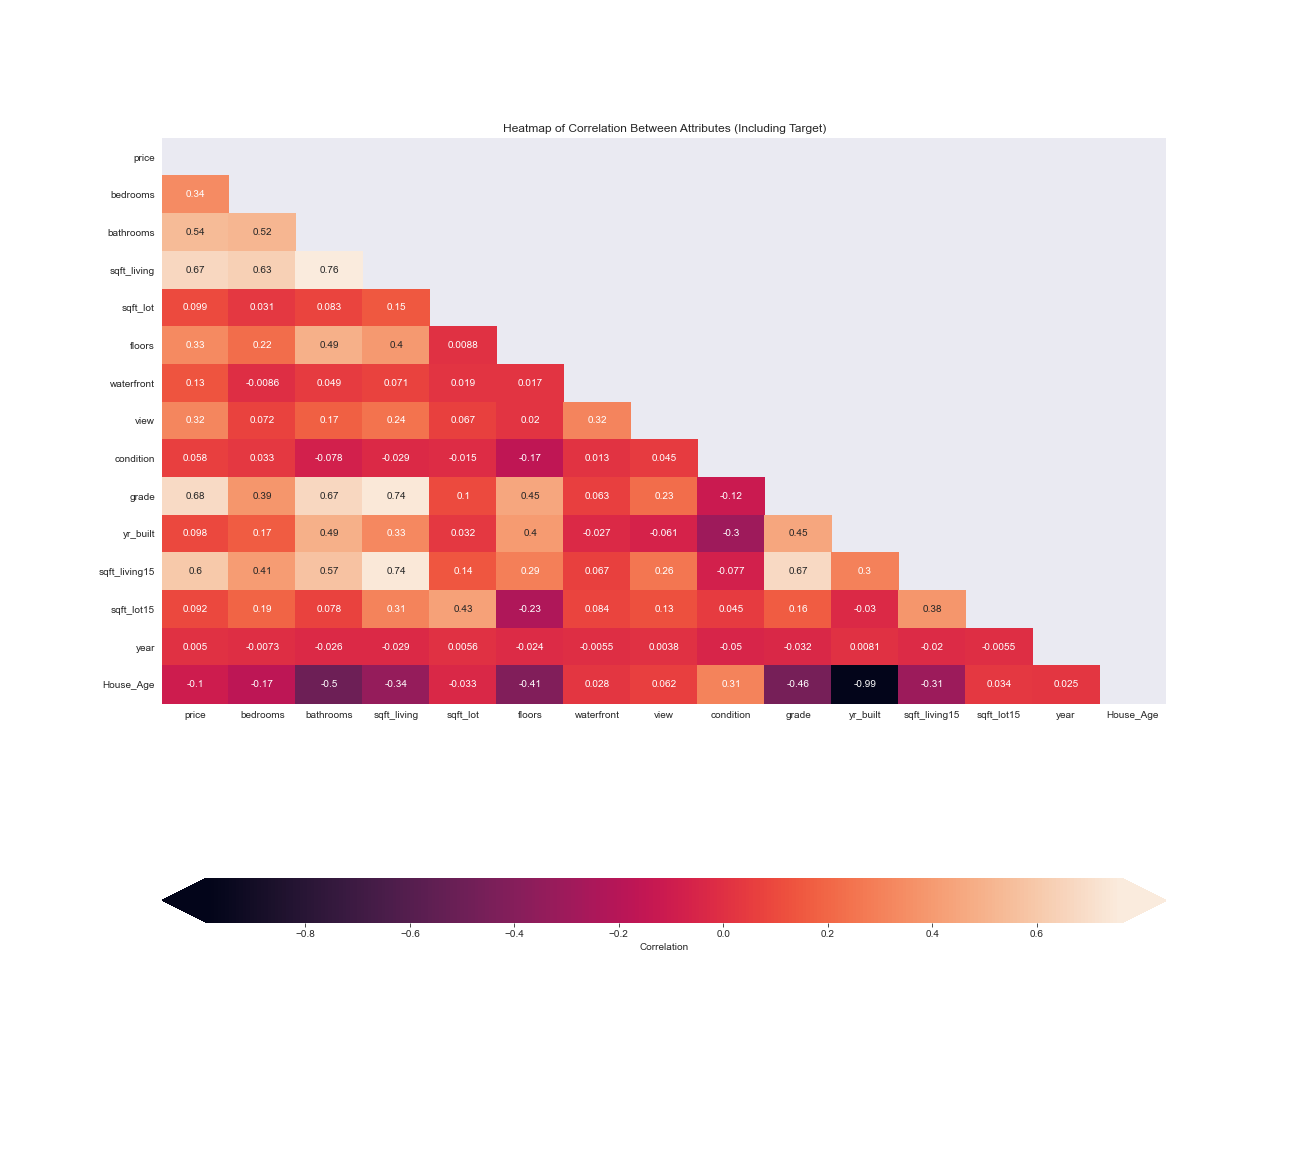 Heatmap of Correlation Between Attributes (Including Target)
price
bedrooms 0.34
bathrooms 0.54 0.52
sqft_living 0.67 0.63 0.76
sqft_lot 0.099 0.031 0.083 0.15
floors 0.33 0.22 0.49 0.4 0.0088
waterfront 0.13 -0.0086 0.049 0.071 0.019 0.017
view 0.32 0.072 0.17 0.24 0.067 0.02 0.32
condition 0.058 0.033 -0.078 -0.029 -0.015 -0.17 0.013 0.045
grade 0.68 0.39 0.67 0.74 0.1 0.45 0.063 0.23 -0.12
yr_built 0.098 0.17 0.49 0.33 0.032 0.4 -0.027 -0.061 -0.3 0.45
sqft_living15 0.6 0.41 0.57 0.74 0.14 0.29 0.067 0.26 -0.077 0.67 0.3
sqft_lot15 0.092 0.19 0.078 0.31 0.43 -0.23 0.084 0.13 0.045 0.16 -0.03 0.38
year 0.005 -0.0073 -0.026 -0.029 0.0056 -0.024 -0.0055 0.0038 -0.05 -0.032 0.0081 -0.02 -0.0055
House_Age -0.1 -0.17 -0.5 -0.34 -0.033 -0.41 0.028 0.062 0.31 -0.46 -0.99 -0.31 0.034 0.025
price bedrooms bathrooms sqft_living sqft_lot floors waterfront view condition grade yr_built sqft_living15 sqft_lot15 year House_Age
−0.8 −0.6 −0.4 −0.2 0.0 0.2 0.4 0.6
Correlation